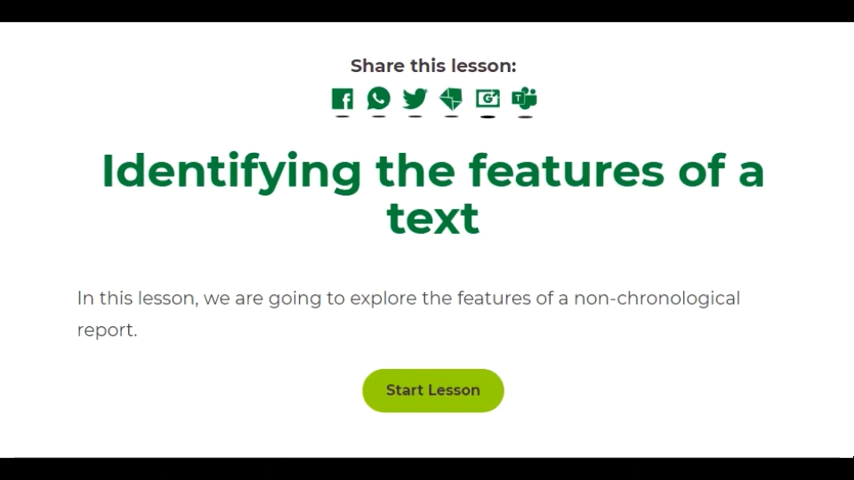 Share this lesson:
Identifying the features of a
text
In this lesson, we are going to explore the features of a non-chronological
report.
Start Lesson